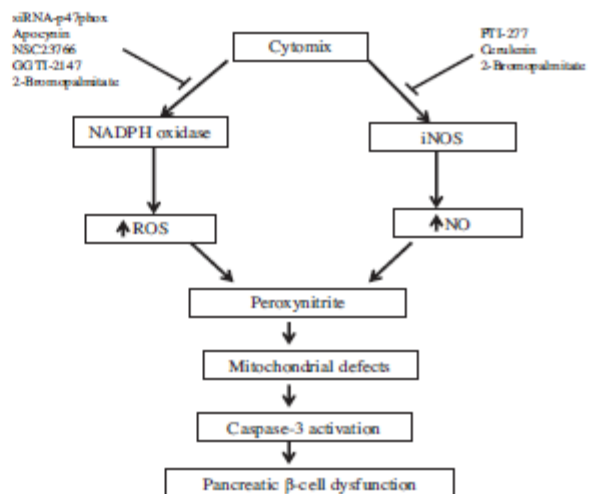 siRNA-p47phox
Apocynin
NSC23766
GGTI-2147
2-Bromopalmitate
FTI-277
Cerulenin
2-Bromopalmitate
Cytomix
NADPH oxidase
iNOS
↑ROS
↑NO
Peroxynitrite
Mitochondrial defects
Caspase-3 activation
Pancreatic β-cell dysfunction